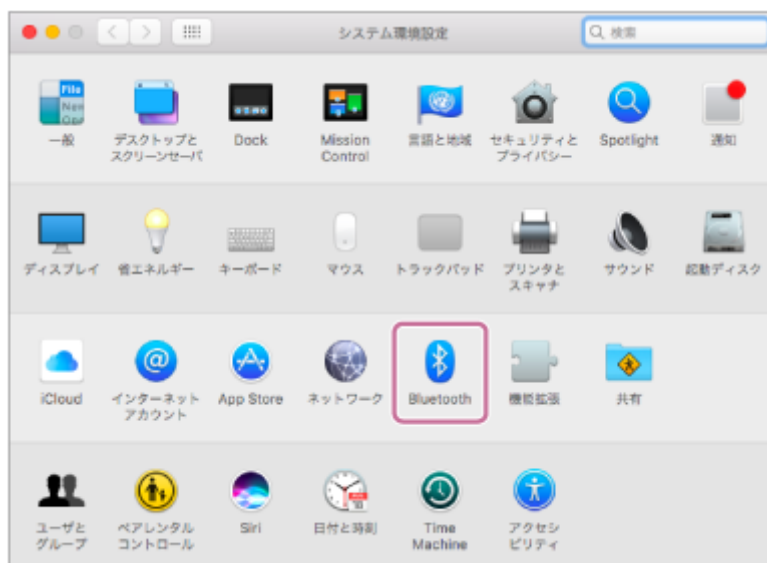 システム環境設定
検索
File
New
Ope
一般
デスクトップと
スクリーンセーバ
Dock
Mission
Control
言語と地域
セキュリティと
プライバシー
Spotlight
通知
ディスプレイ
省エネルギー
キーボード
マウス
トラックパッド
プリンタと
スキャナ
サウンド
起動ディスク
iCloud
インターネット
アカウント
App Store
ネットワーク
Bluetooth
機能拡張
共有
ユーザと
グループ
ペアレンタル
コントロール
Siri
日付と時刻
Time
Machine
アクセシ
ビリティ